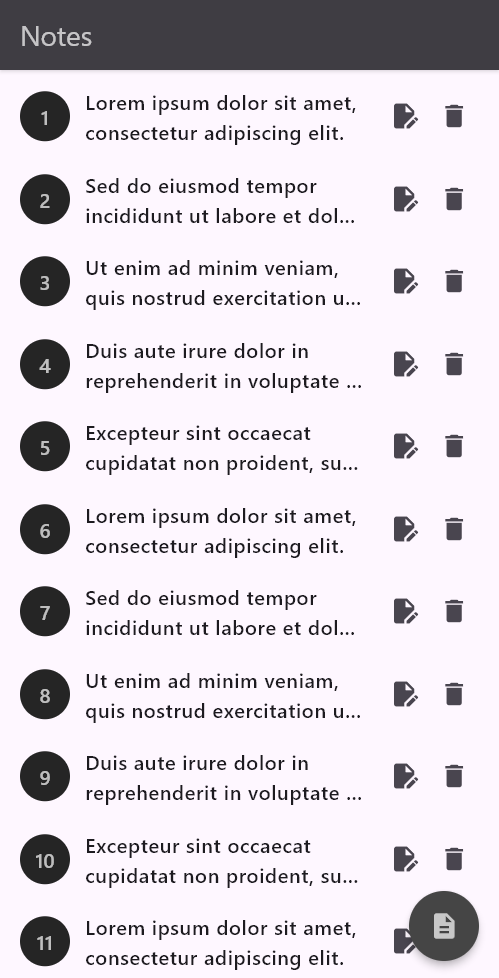 Notes
1
Lorem ipsum dolor sit amet,
consectetur adipiscing elit.
2
Sed do eiusmod tempor
incididunt ut labore et dol...
3
Ut enim ad minim veniam,
quis nostrud exercitation u...
4
Duis aute irure dolor in
reprehenderit in voluptate ...
5
Excepteur sint occaecat
cupidatat non proident, su...
6
Lorem ipsum dolor sit amet,
consectetur adipiscing elit.
7
Sed do eiusmod tempor
incididunt ut labore et dol...
8
Ut enim ad minim veniam,
quis nostrud exercitation u...
9
Duis aute irure dolor in
reprehenderit in voluptate ...
10
Excepteur sint occaecat
cupidatat non proident, su...
11
Lorem ipsum dolor sit amet,
consectetur adipiscing elit.